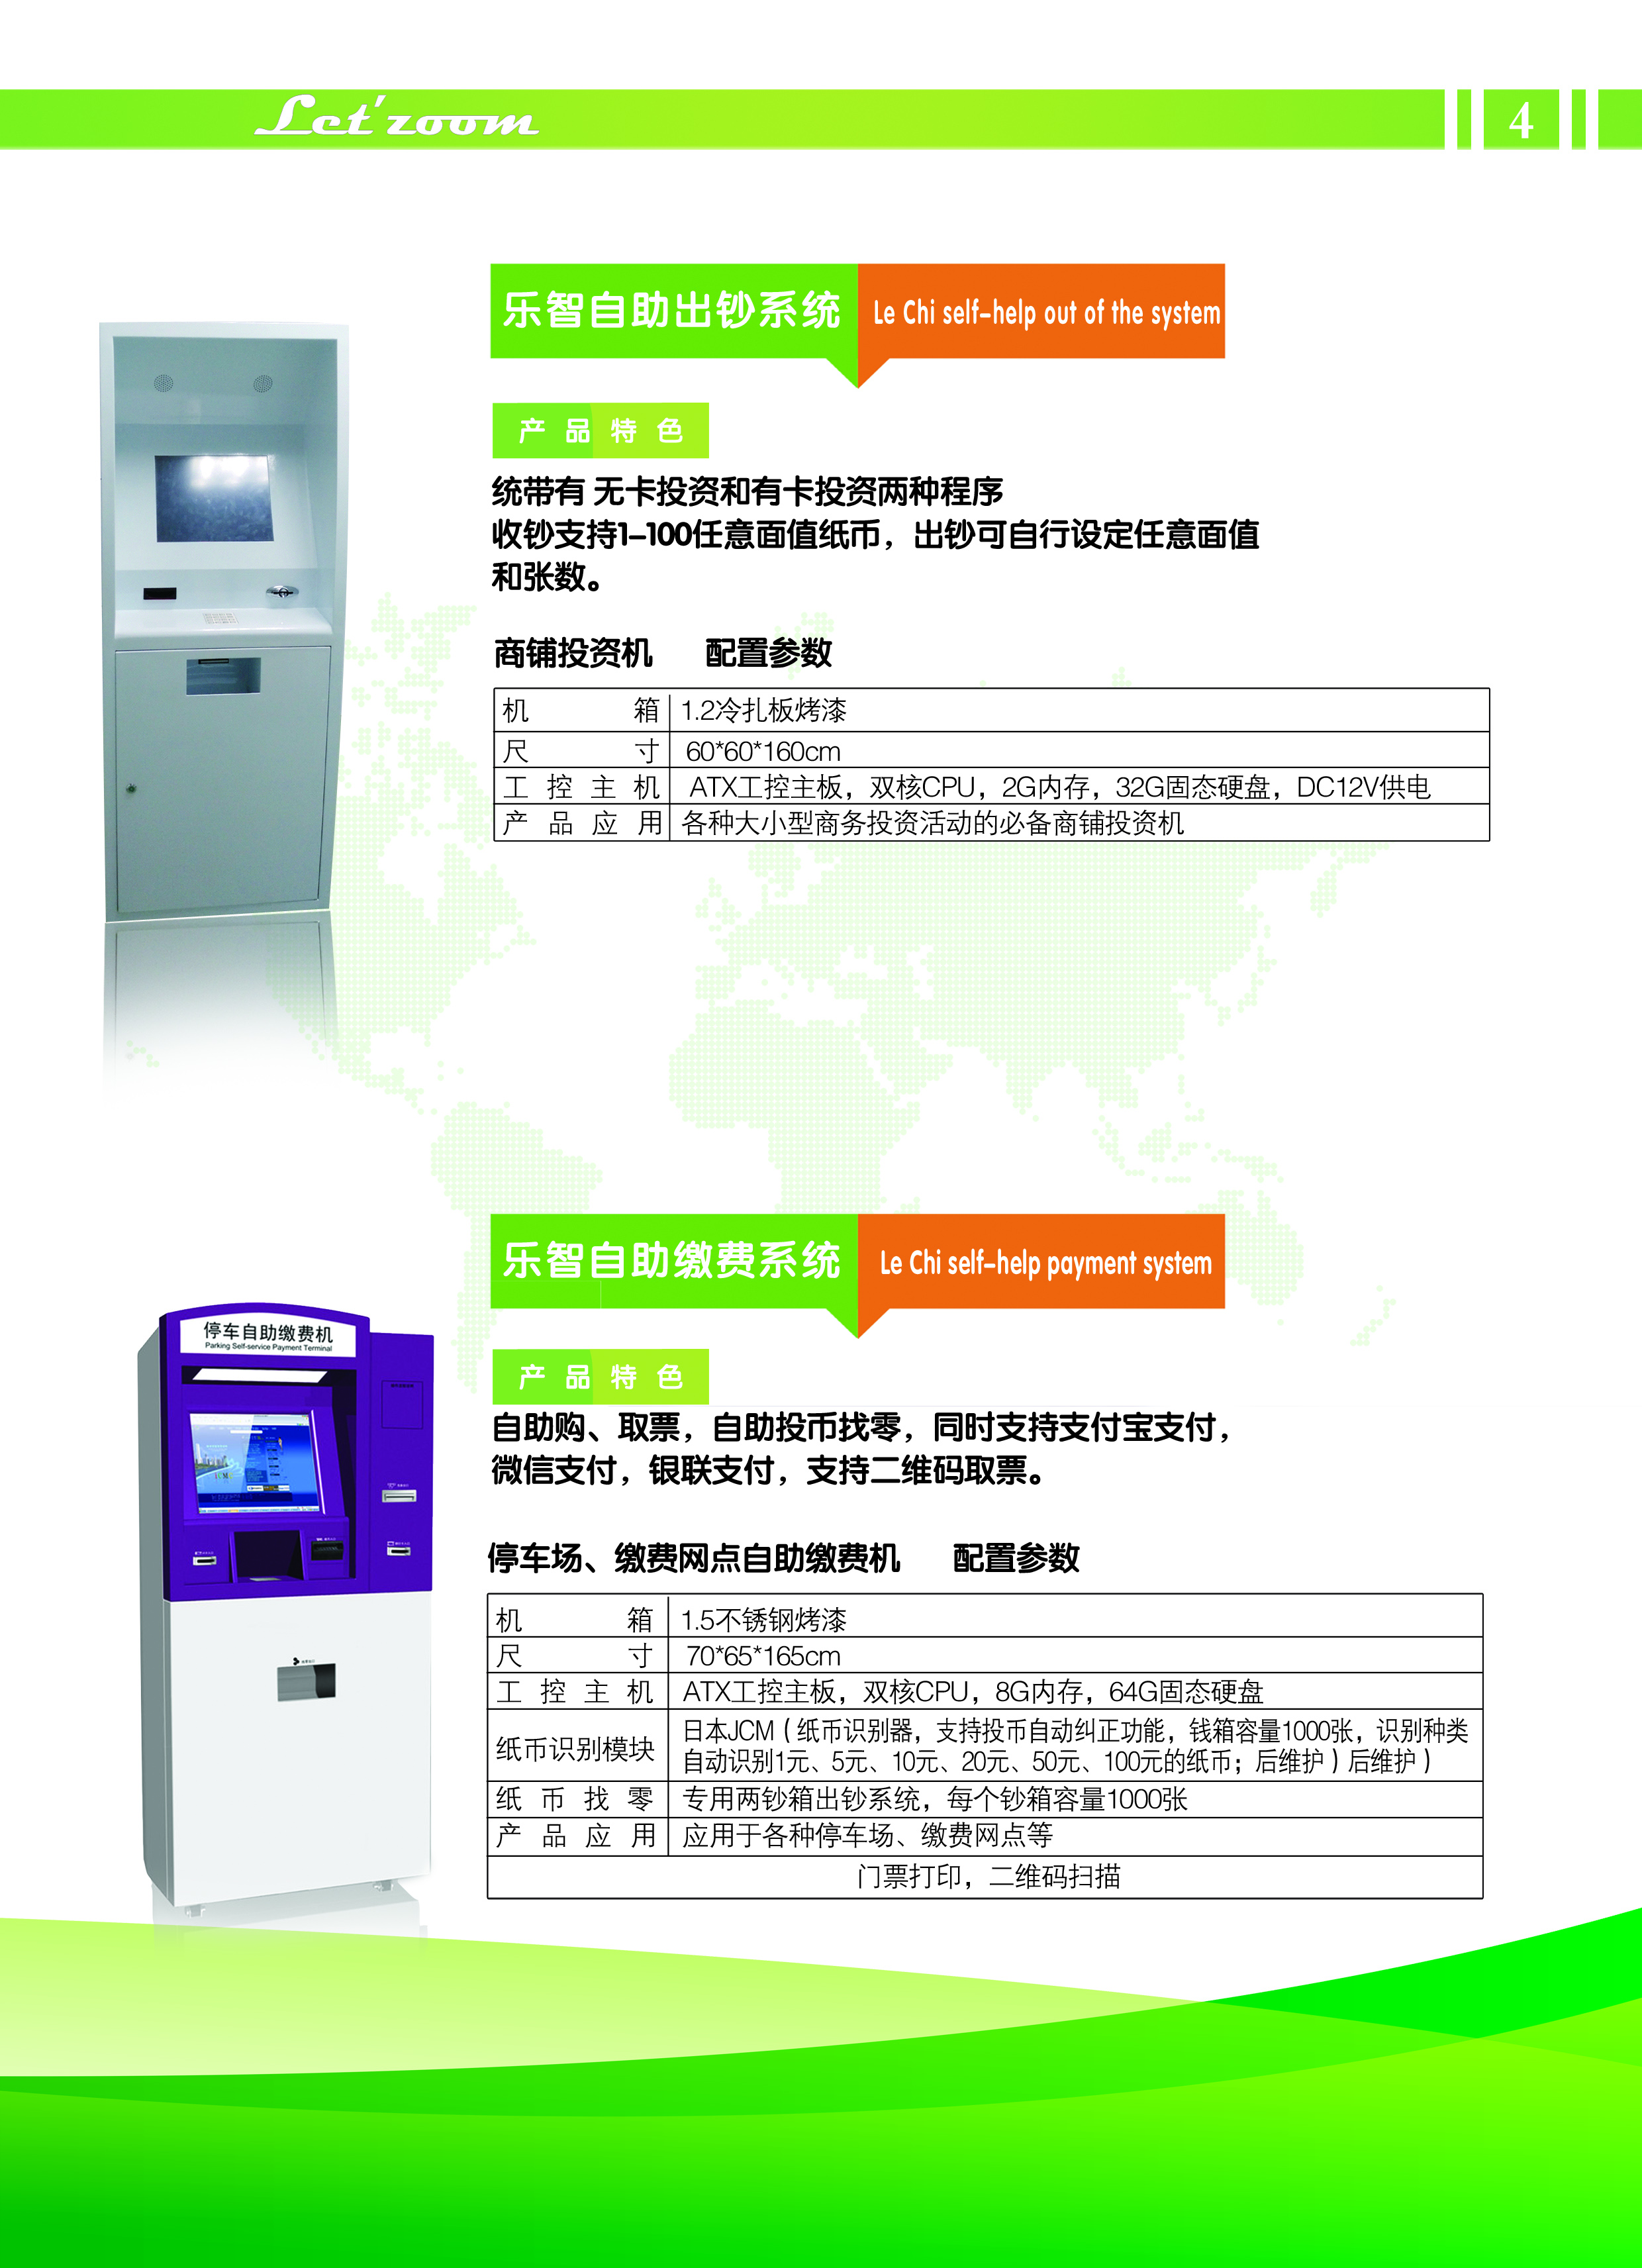 Let'zoom
4
乐智自助出钞系统
Le Chi self-help out of the system
产品特色
统带有 无卡投资和有卡投资两种程序
收钞支持1-100任意面值纸币，出钞可自行设定任意面值
和张数。
商铺投资机 配置参数
机箱 1.2冷扎板烤漆
尺寸 60*60*160cm
工控主机 ATX工控主板，双核CPU，2G内存，32G固态硬盘，DC12V供电
产品应用 各种大小型商务投资活动的必备商铺投资机
乐智自助缴费系统
Le Chi self-help payment system
停车自助缴费机
Parking Self-service Payment Terminal
产品特色
自助购、取票，自助投币找零，同时支持支付宝支付，
微信支付，银联支付，支持二维码取票。
停车场、缴费网点自助缴费机 配置参数
机箱 1.5不锈钢烤漆
尺寸 70*65*165cm
工控主机 ATX工控主板，双核CPU，8G内存，64G固态硬盘
纸币识别模块 日本JCM（纸币识别器，支持投币自动纠正功能，钱箱容量1000张，识别种类
自动识别1元、5元、10元、20元、50元、100元的纸币；后维护）后维护）
纸币找零 专用两钞箱出钞系统，每个钞箱容量1000张
产品应用 应用于各种停车场、缴费网点等
门票打印，二维码扫描